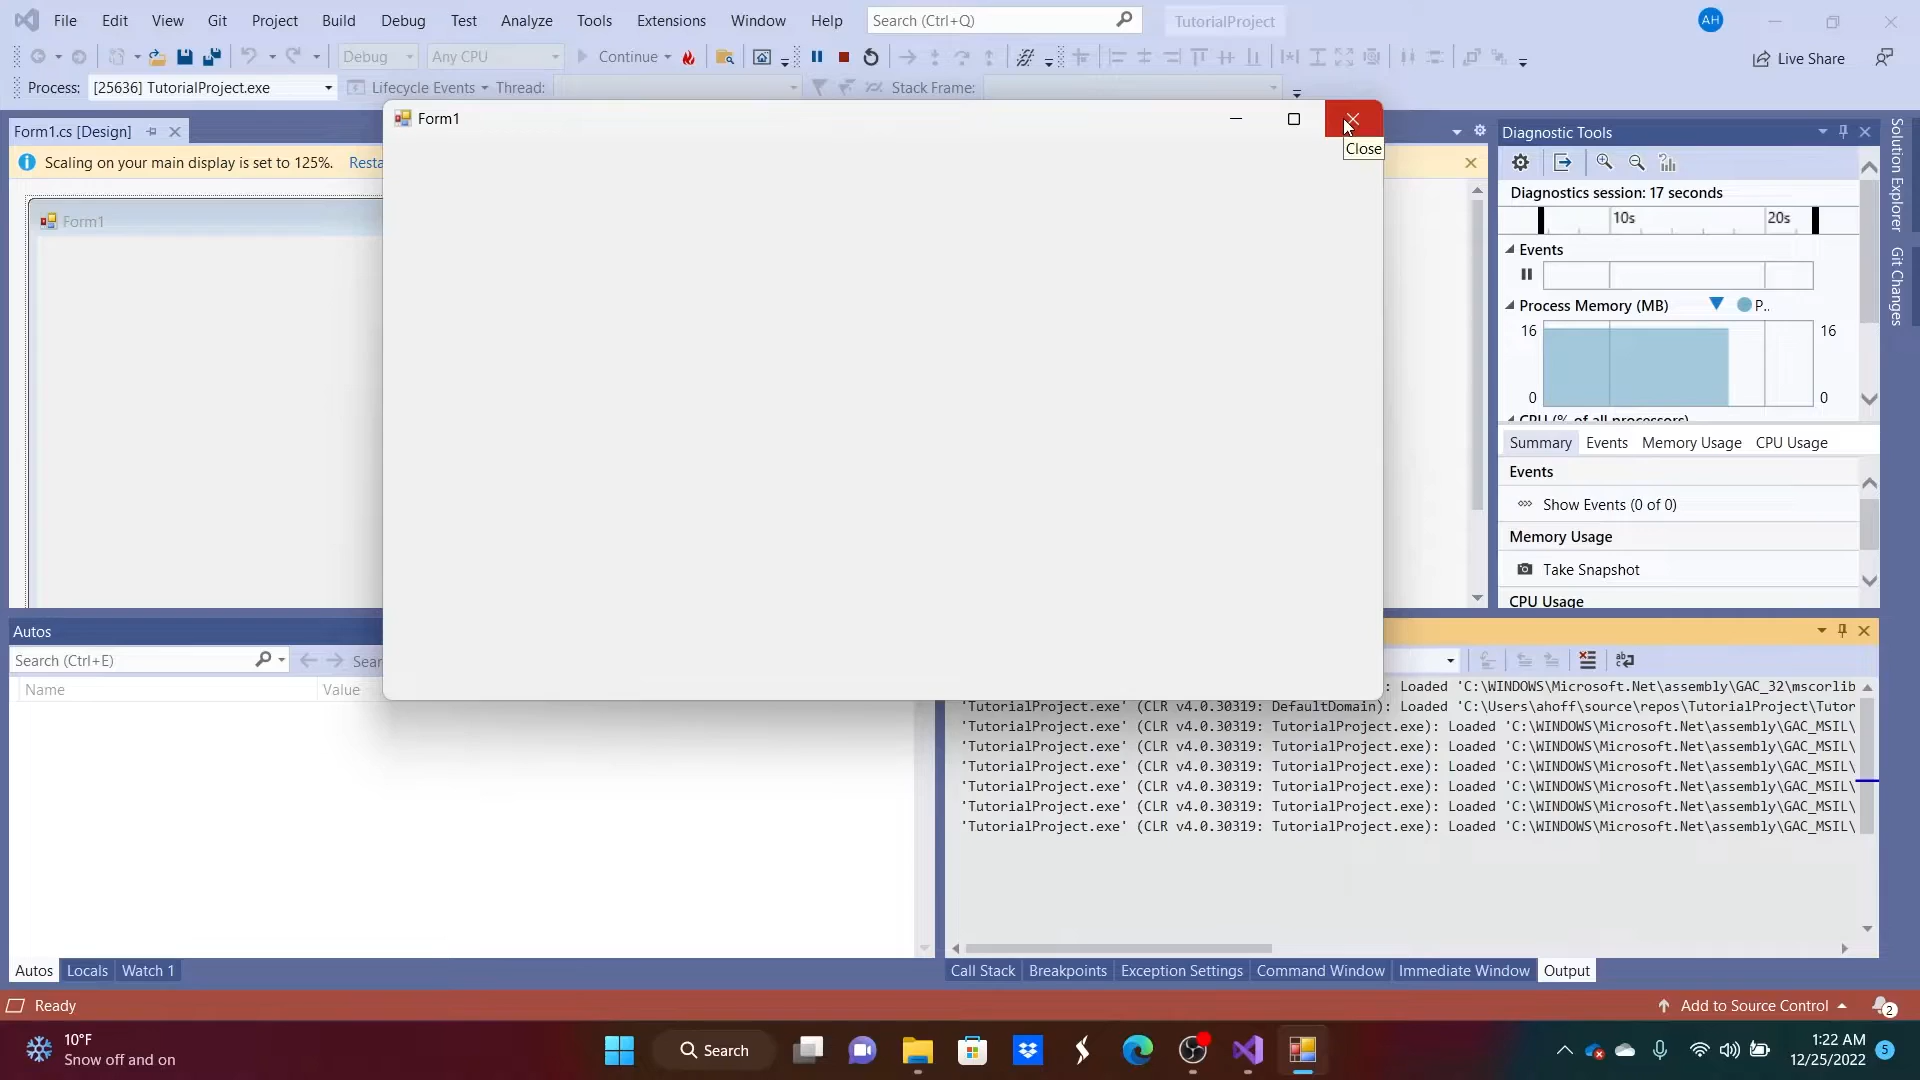 File Edit View Git Project Build Debug Test Analyze Tools Extensions Window Help Search (Ctrl+Q) TutorialProject AH
Debug Any CPU Continue Live Share
Process: [25636] TutorialProject.exe Lifecycle Events Thread: Stack Frame:
Form1.cs [Design] Form1 Diagnostic Tools
Close
Scaling on your main display is set to 125%. Resta
Diagnostics session: 17 seconds
10s 20s
Form1
Events
Process Memory (MB) P..
16 16
0 0
CPU (% of all processors)
Summary Events Memory Usage CPU Usage
Events
Show Events (0 of 0)
Memory Usage
Take Snapshot
CPU Usage
Solution Explorer
Git Changes
Autos
Search (Ctrl+E) Sear
Name Value
: Loaded 'C:\WINDOWS\Microsoft.Net\assembly\GAC_32\mscorlib
'TutorialProject.exe' (CLR v4.0.30319: DefaultDomain): Loaded 'C:\Users\ahoff\source\repos\TutorialProject\Tutor
'TutorialProject.exe' (CLR v4.0.30319: TutorialProject.exe): Loaded 'C:\WINDOWS\Microsoft.Net\assembly\GAC_MSIL\
'TutorialProject.exe' (CLR v4.0.30319: TutorialProject.exe): Loaded 'C:\WINDOWS\Microsoft.Net\assembly\GAC_MSIL\
'TutorialProject.exe' (CLR v4.0.30319: TutorialProject.exe): Loaded 'C:\WINDOWS\Microsoft.Net\assembly\GAC_MSIL\
'TutorialProject.exe' (CLR v4.0.30319: TutorialProject.exe): Loaded 'C:\WINDOWS\Microsoft.Net\assembly\GAC_MSIL\
'TutorialProject.exe' (CLR v4.0.30319: TutorialProject.exe): Loaded 'C:\WINDOWS\Microsoft.Net\assembly\GAC_MSIL\
'TutorialProject.exe' (CLR v4.0.30319: TutorialProject.exe): Loaded 'C:\WINDOWS\Microsoft.Net\assembly\GAC_MSIL\
Autos Locals Watch 1 Call Stack Breakpoints Exception Settings Command Window Immediate Window Output
Ready Add to Source Control 2
10°F
Snow off and on
Search
1:22 AM
12/25/2022 5